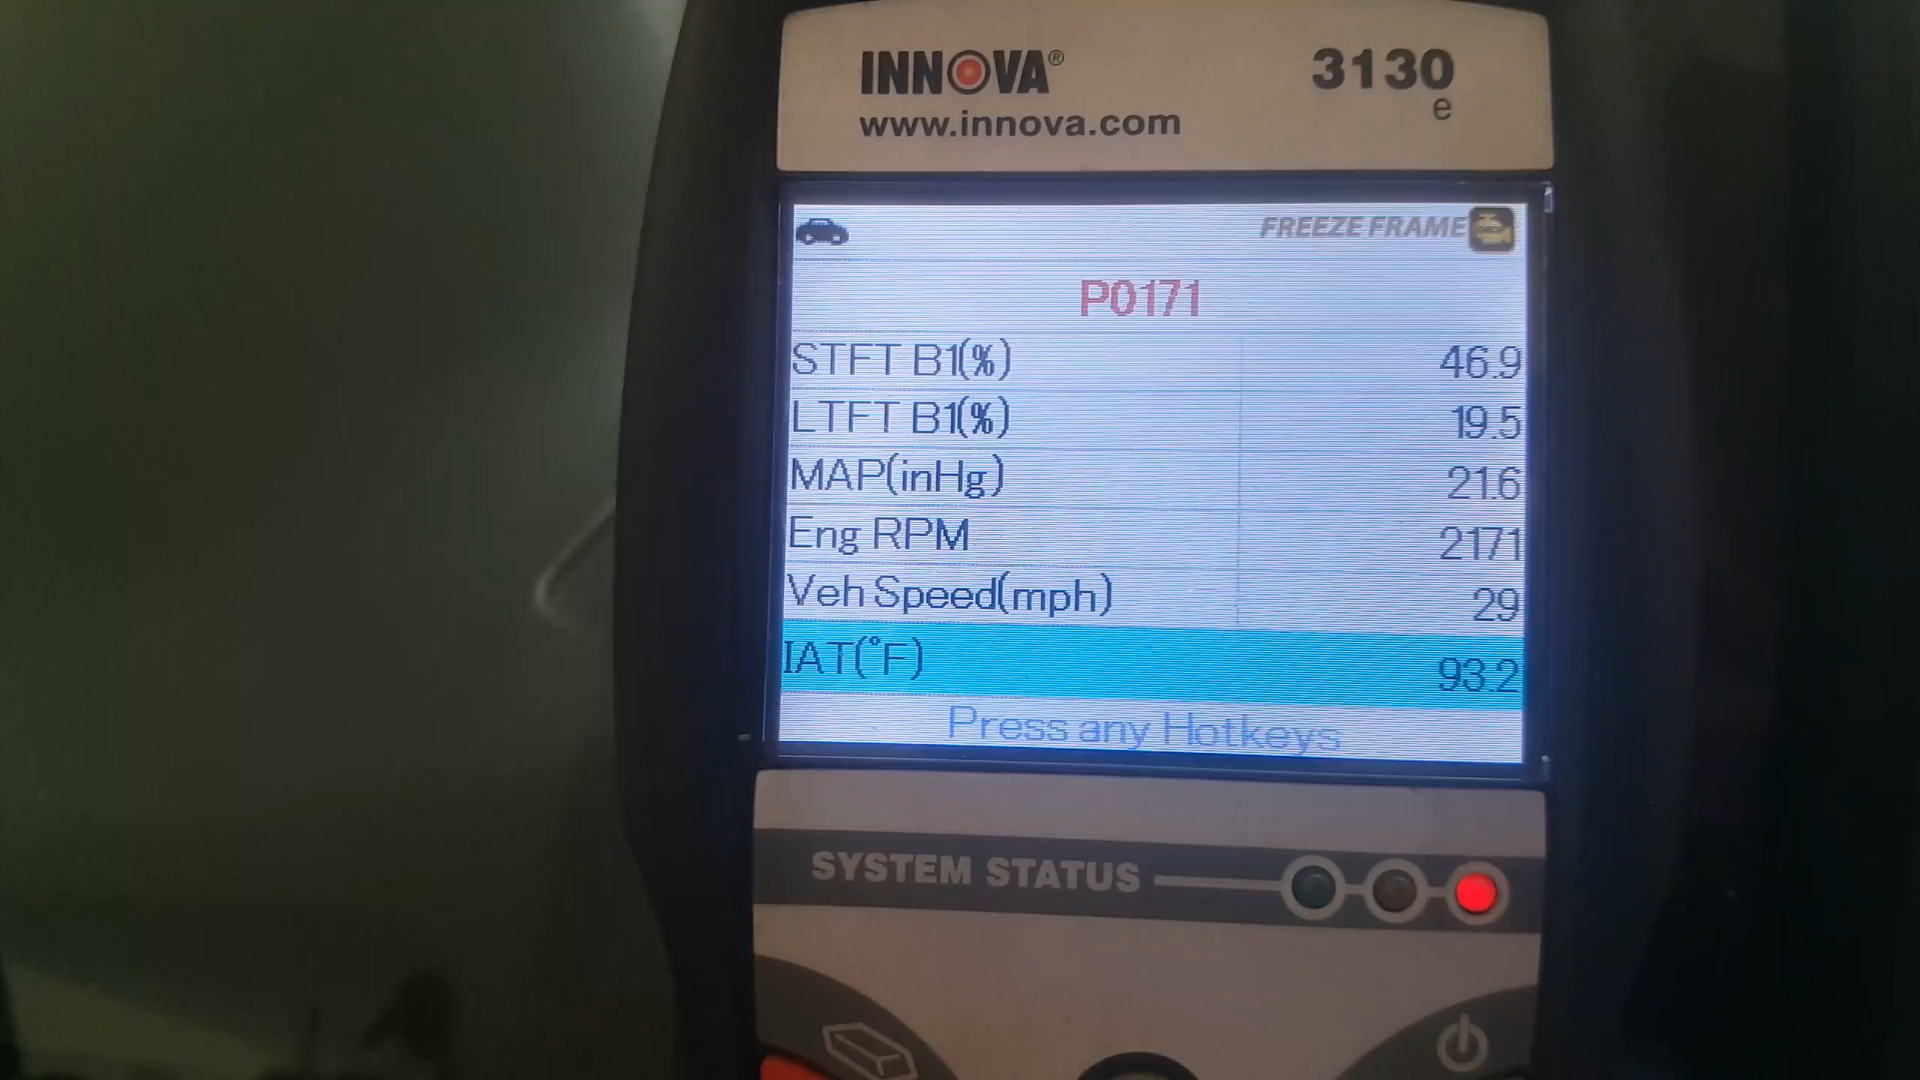 INNOVA® 3130
www.innova.com e
FREEZE FRAME
P0171
STFT B1(%) 46.9
LTFT B1(%) 19.5
MAP(inHg) 21.6
Eng RPM 2171
Veh Speed(mph) 29
IAT(°F) 93.2
Press any Hotkeys
SYSTEM STATUS